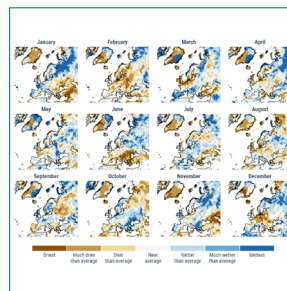 January February March April
May June July August
September October November December
Driest Much drier than average Drier than average Near average Wetter than average Much wetter than average Wettest